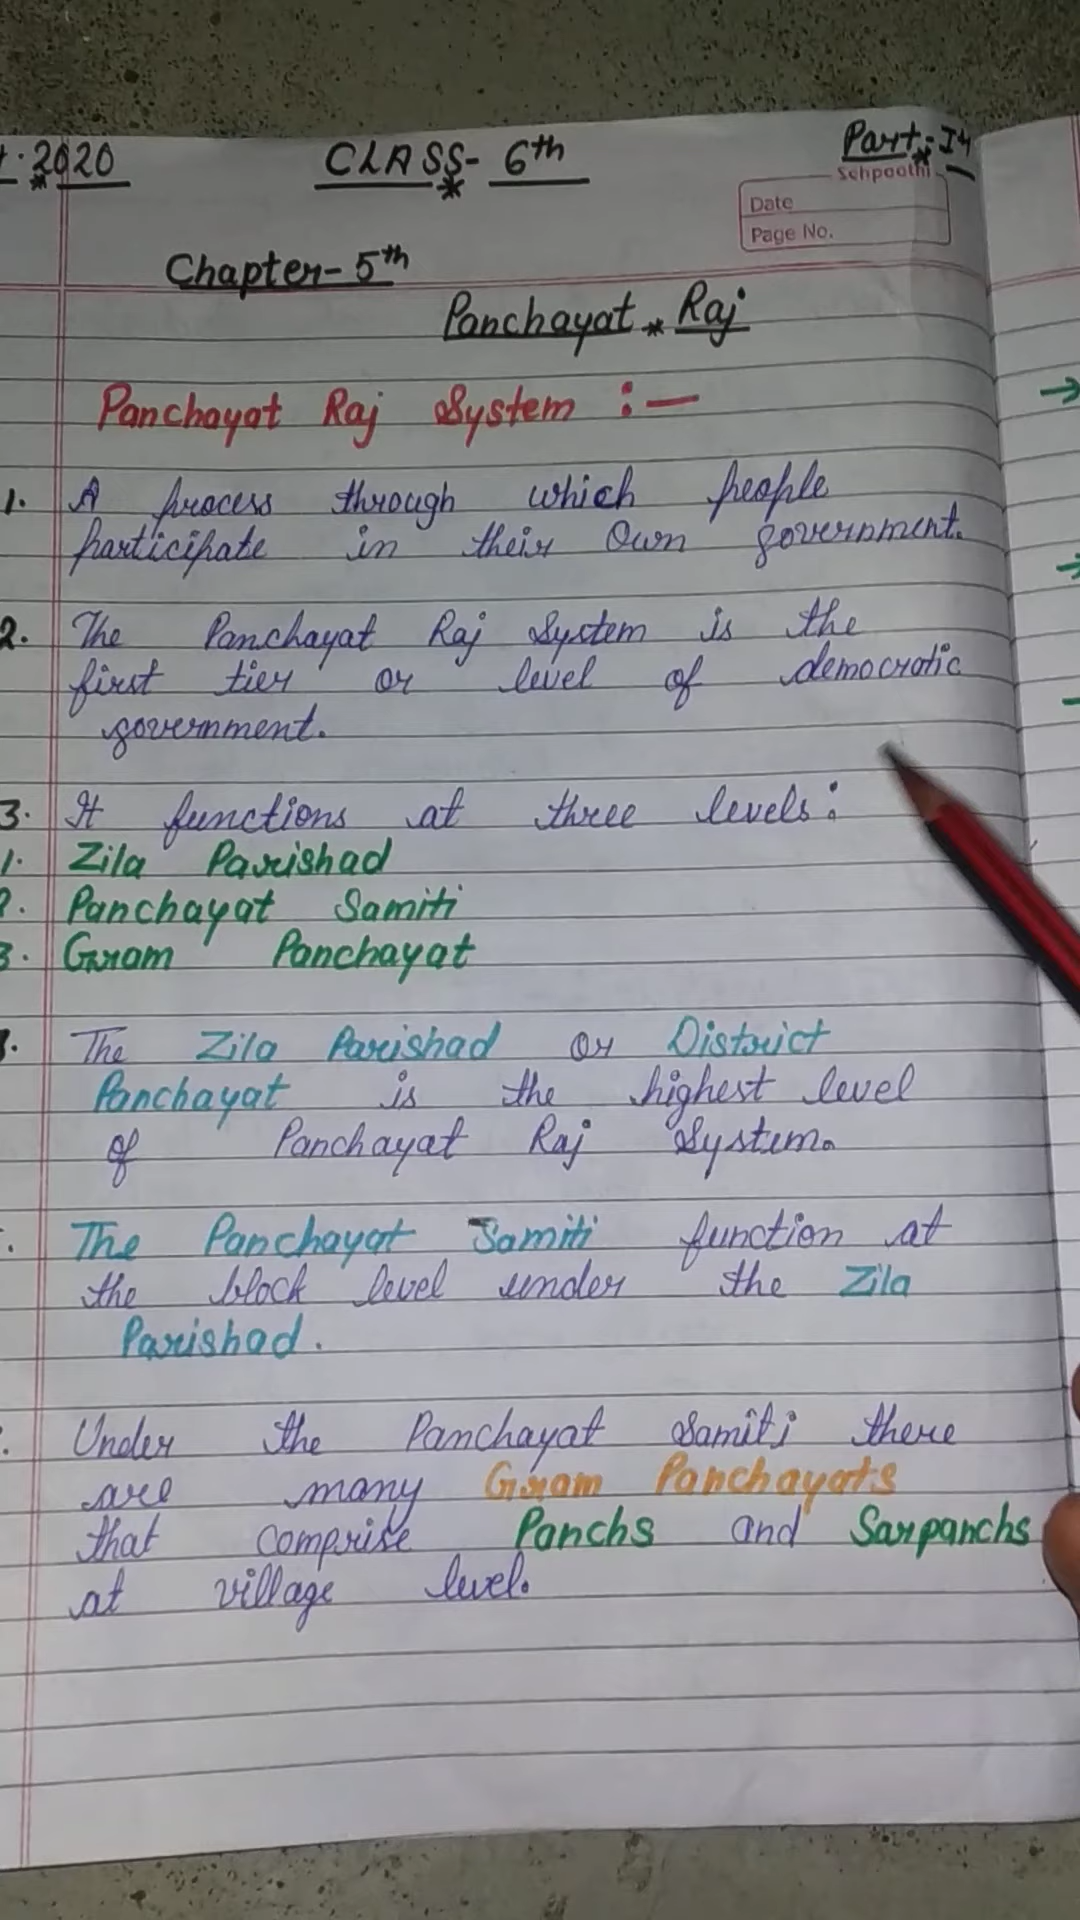 2020 CLASS- 6th Part-
Sehpaathi
Date
Page No.
Chapter- 5th
Panchayat Raj
Panchayat Raj System :-
1. A process through which people
participate in their own government.
2. The Panchayat Raj System is the
first tier or level of democratic
government.
3. It functions at three levels:
1. Zila Parishad
2. Panchayat Samiti
3. Gram Panchayat
The Zila Parishad or District
Panchayat is the highest level
of Panchayat Raj System.
The Panchayat Samiti function at
the block level under the Zila
Parishad.
Under the Panchayat Samiti there
are many Gram Panchayats
that comprise Panchs and Sarpanchs
at village level.